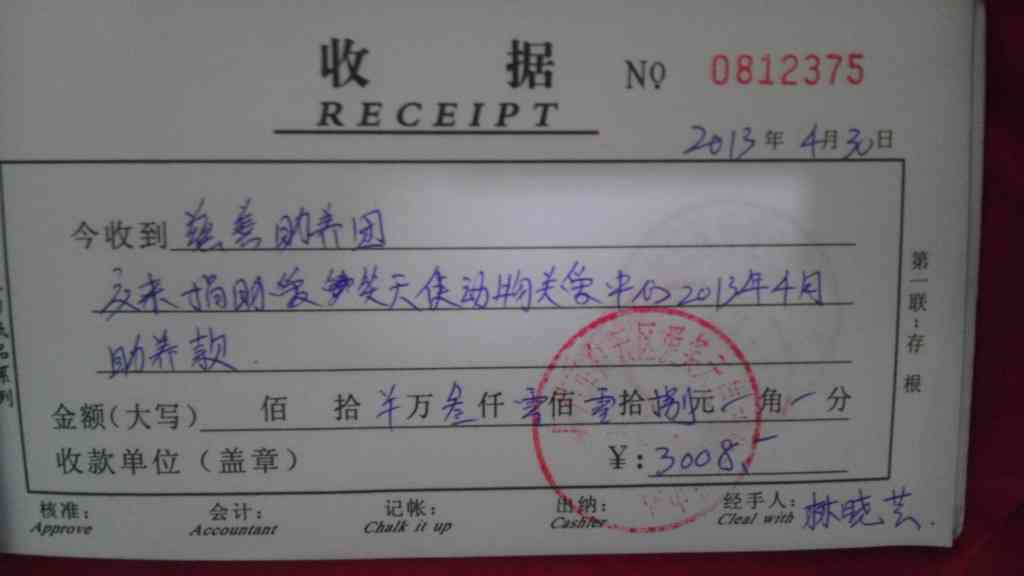 收据
RECEIPT
No 0812375
2013年4月30日
今收到 慈善助养团
交来捐助爱笑天使动物关爱中心2013年4月
助养款.
金额(大写) 佰 拾 万叁仟零佰零拾捌元 角 分
收款单位(盖章) ¥:3008.-
第一联:存根
核准: 会计: 记帐: 出纳: 经手人: 林晓芸.
Approve Accountant Chalk it up Cashier Cleal with